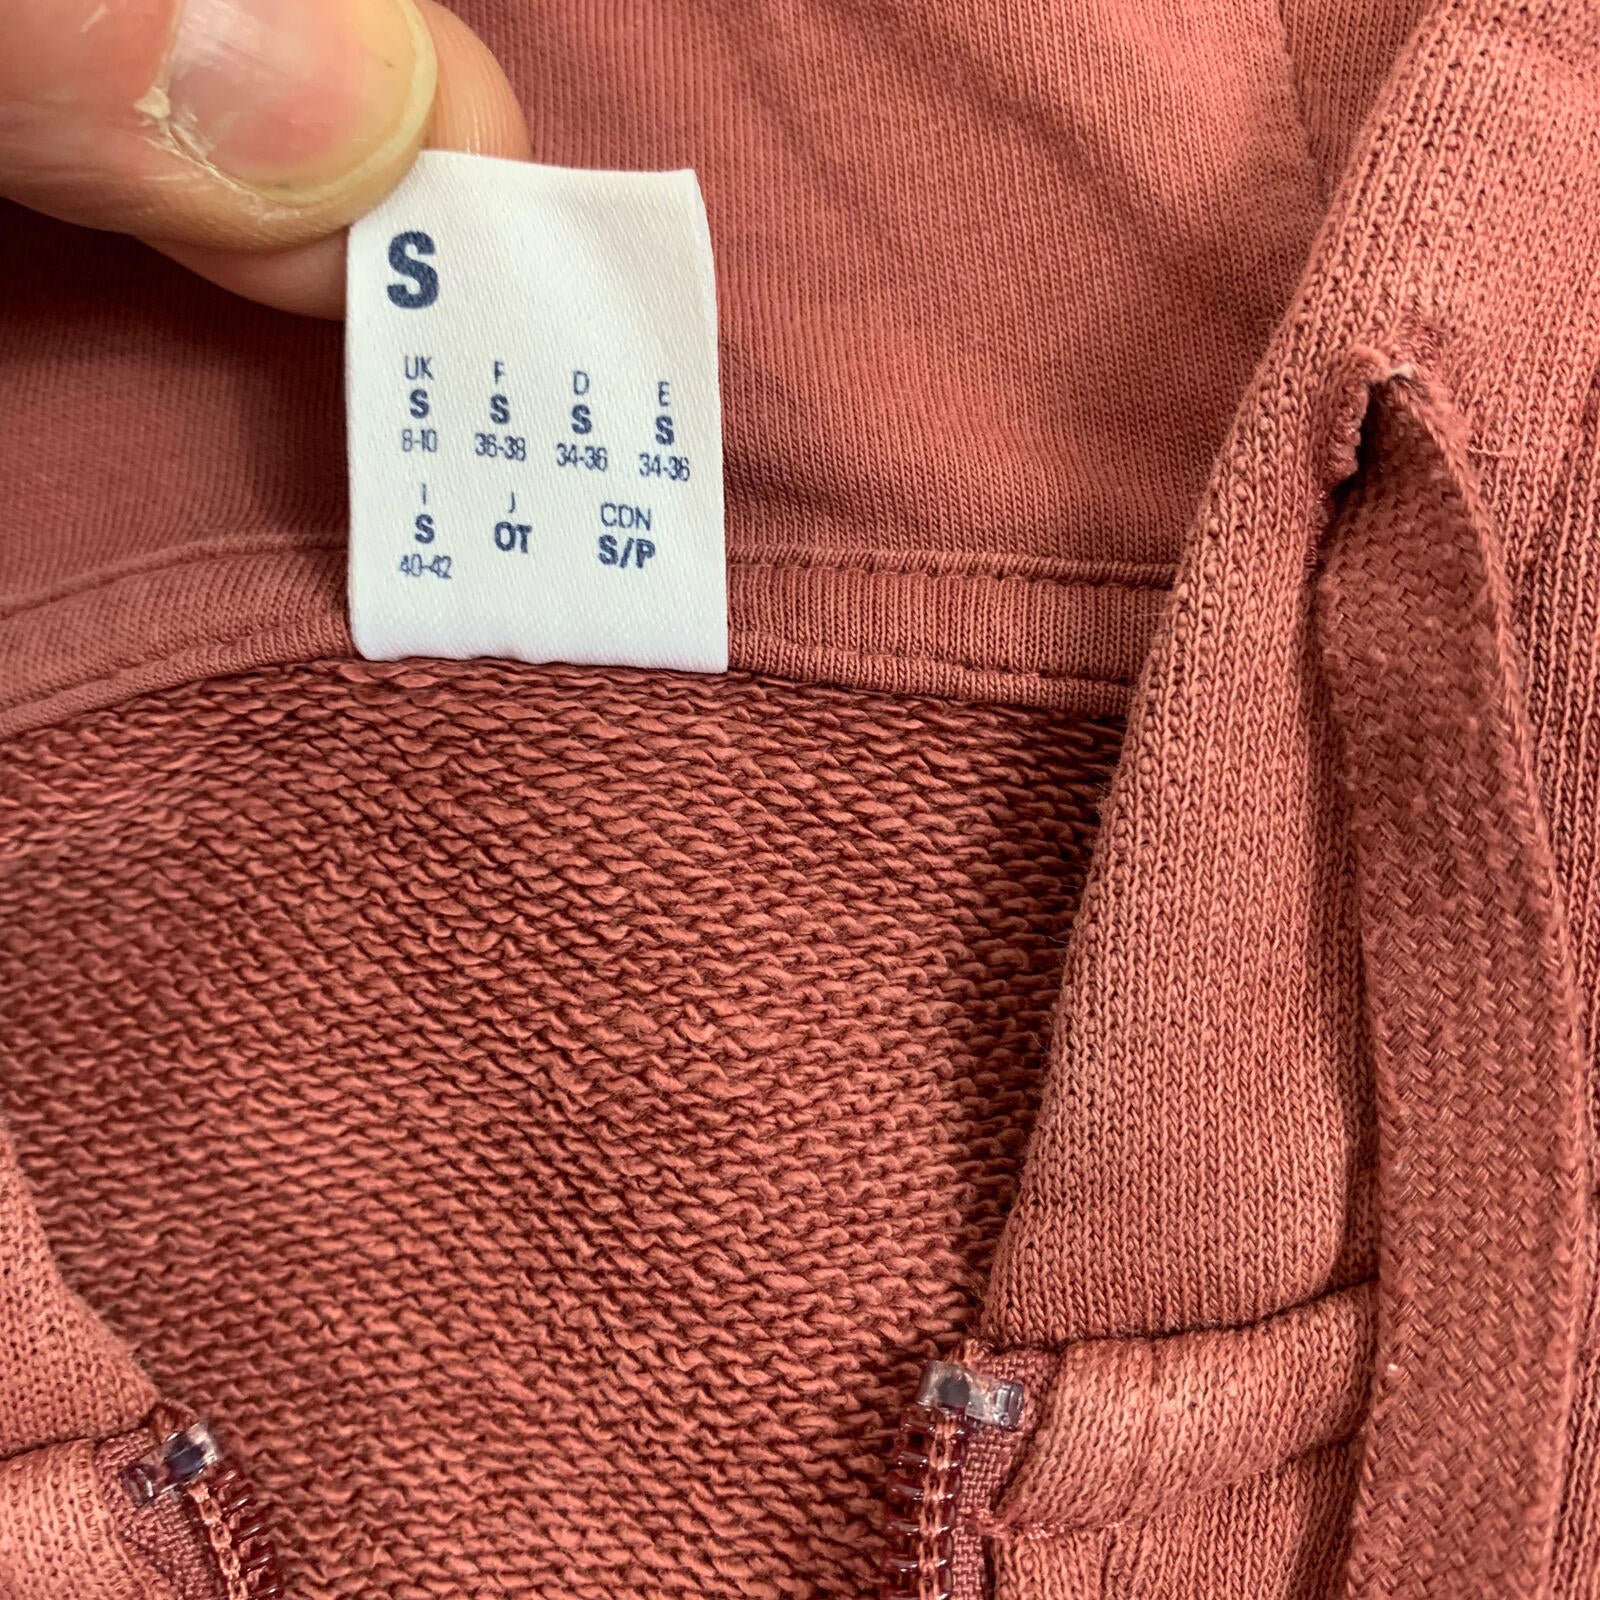 S
UK F D E
S S S S
8-10 36-38 34-36 34-36
I J CDN
S OT S/P
40-42